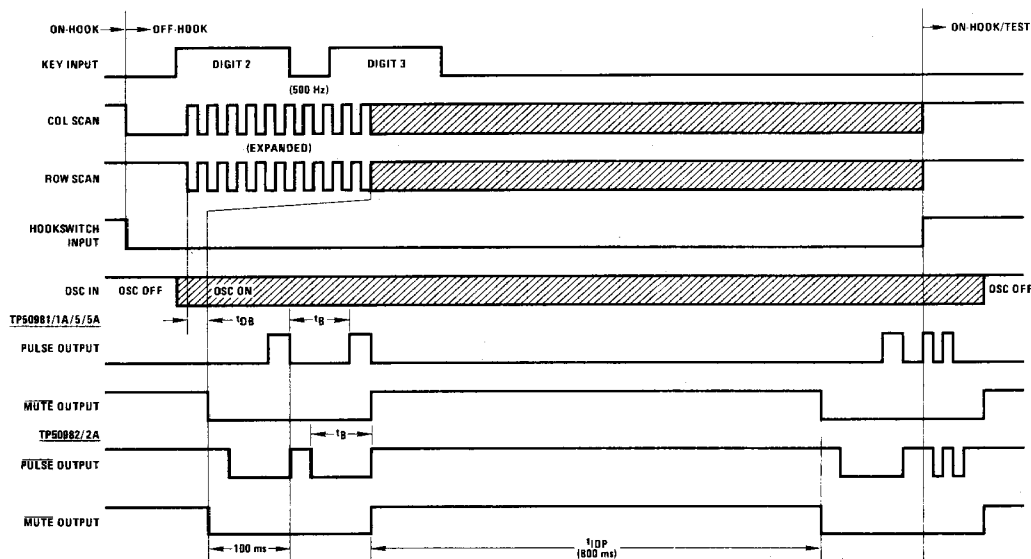 ON-HOOK OFF-HOOK ON-HOOK/TEST
KEY INPUT DIGIT 2 DIGIT 3
(500 Hz)
COL SCAN
(EXPANDED)
ROW SCAN
HOOKSWITCH
INPUT
OSC IN OSC OFF OSC ON OSC OFF
TP50981/1A/5/5A tDB tB
PULSE OUTPUT
MUTE OUTPUT
TP50982/2A tB
PULSE OUTPUT
MUTE OUTPUT
100 ms tIDP
(800 ms)